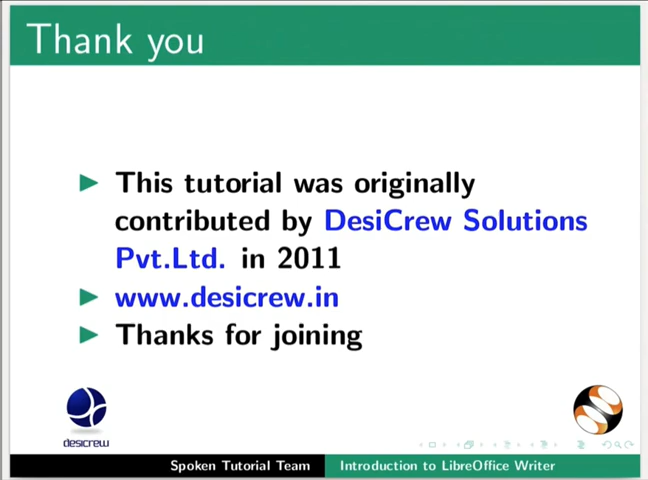 Thank you
This tutorial was originally
contributed by DesiCrew Solutions
Pvt.Ltd. in 2011
www.desicrew.in
Thanks for joining
desicrew
Spoken Tutorial Team Introduction to LibreOffice Writer